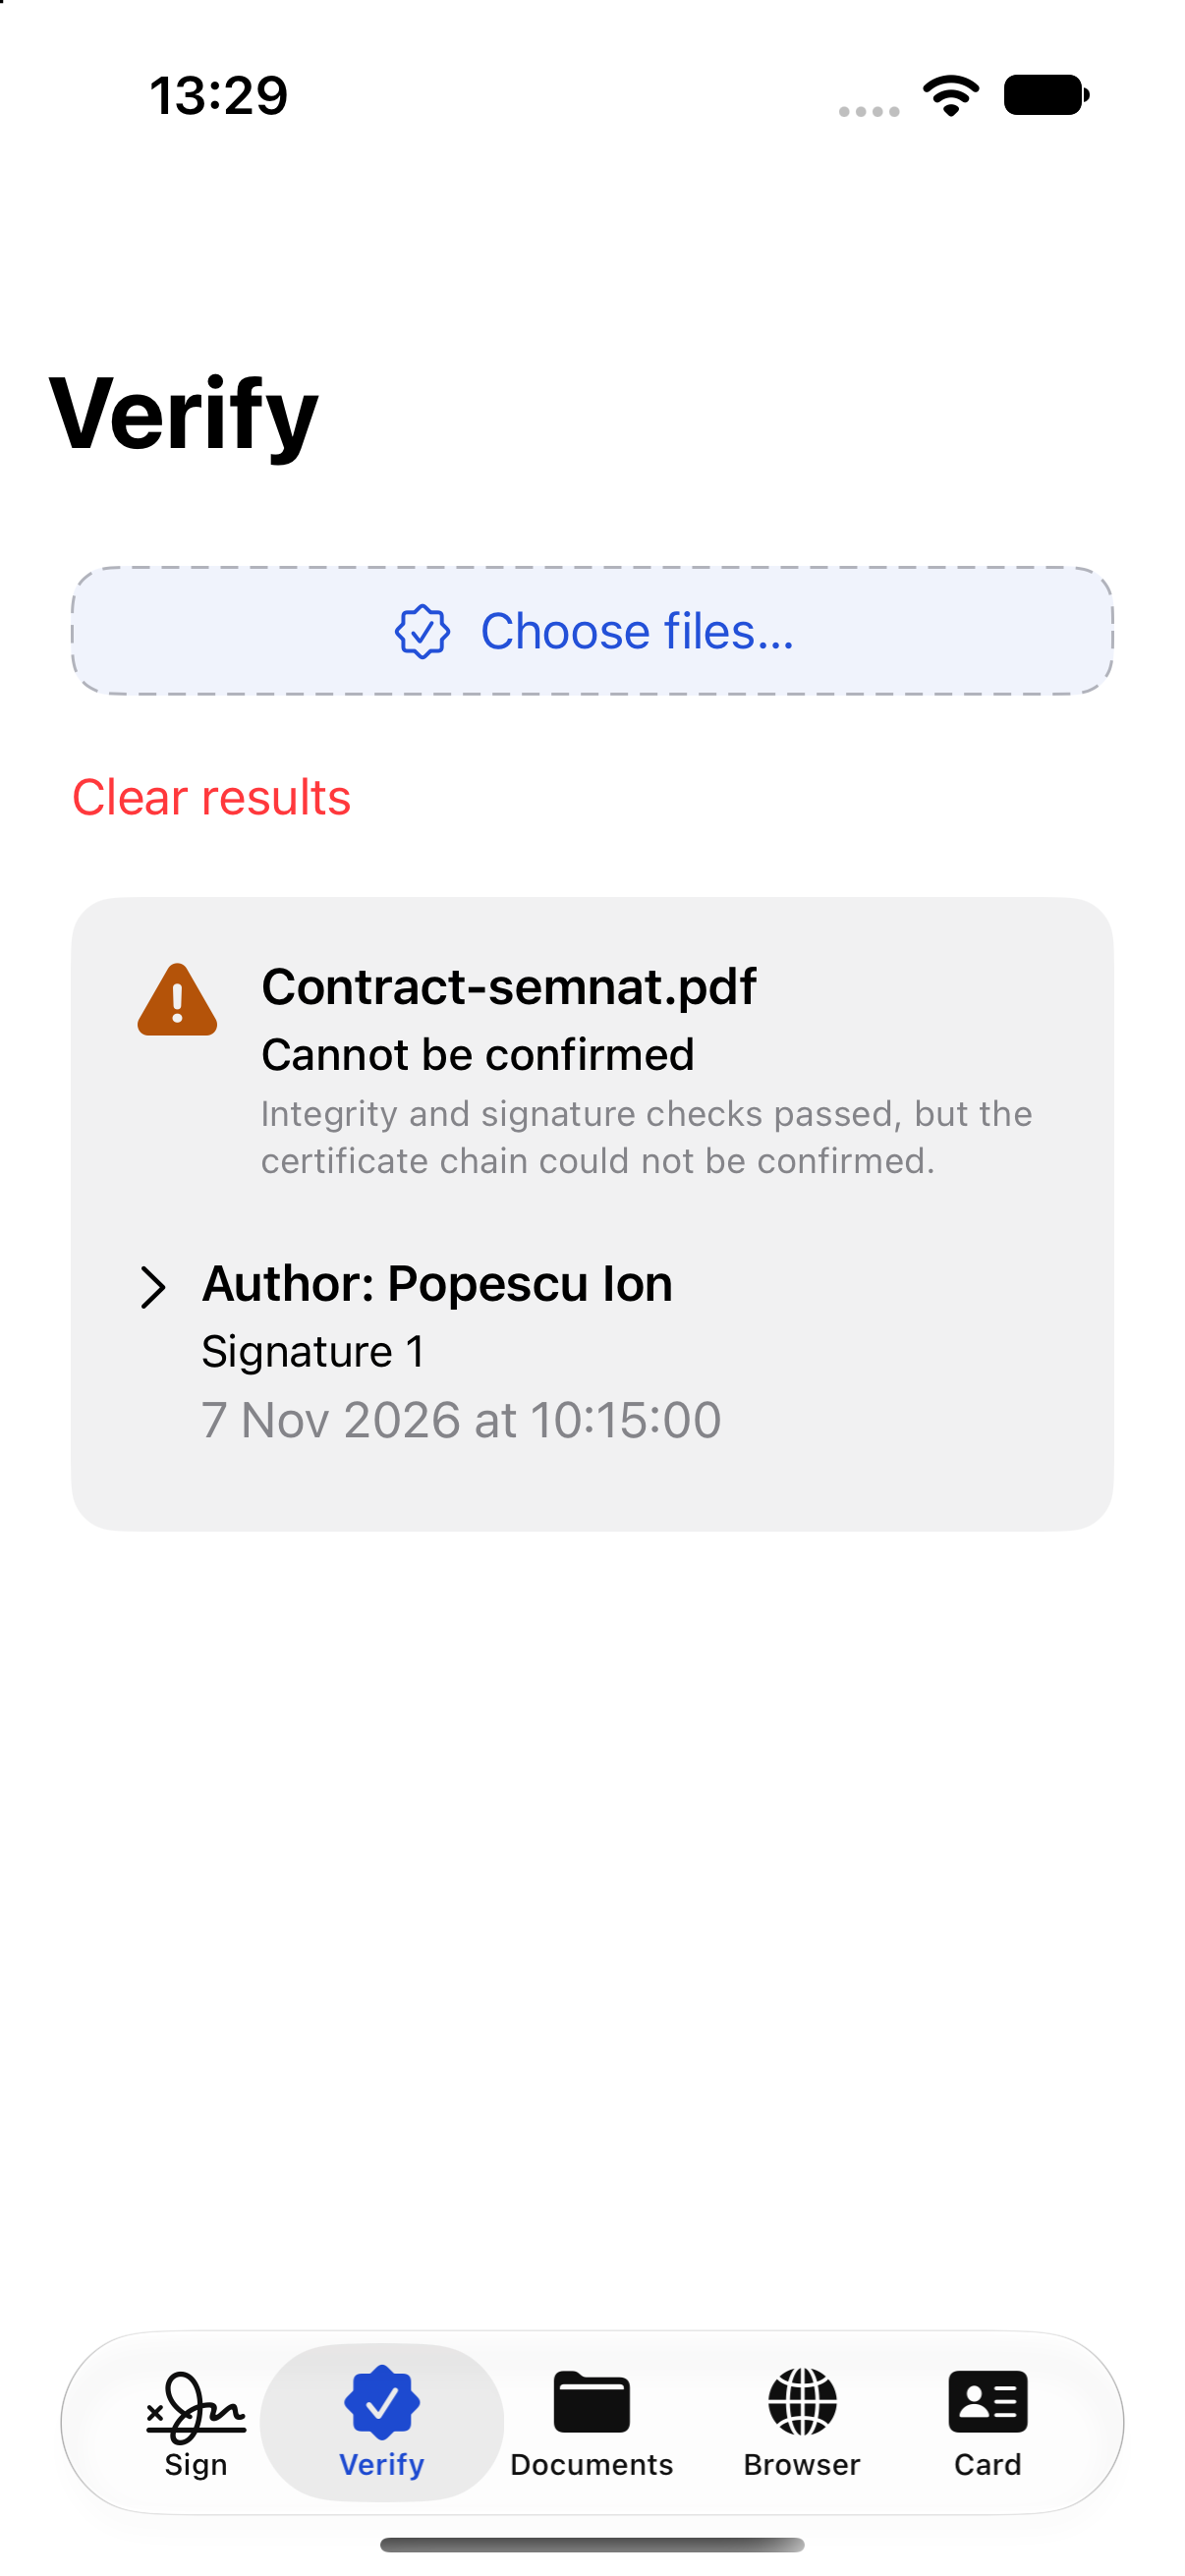 13:29
Verify
Choose files...
Clear results
Contract-semnat.pdf
Cannot be confirmed
Integrity and signature checks passed, but the
certificate chain could not be confirmed.
Author: Popescu Ion
Signature 1
7 Nov 2026 at 10:15:00
Sign
Verify
Documents
Browser
Card